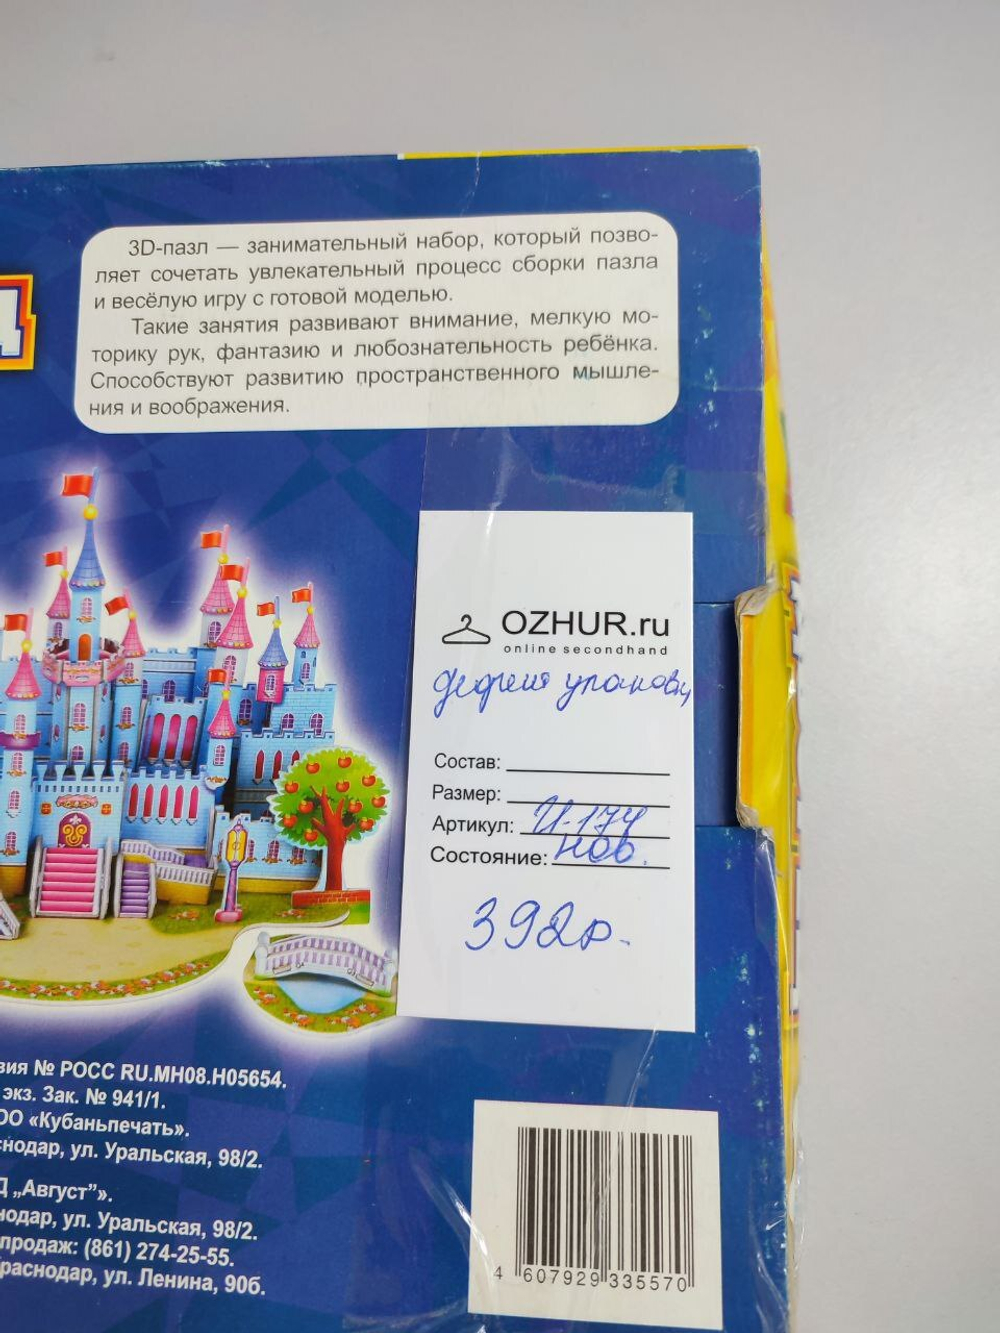 3D-пазл — занимательный набор, который позво-
ляет сочетать увлекательный процесс сборки пазла
и весёлую игру с готовой моделью.
Такие занятия развивают внимание, мелкую мо-
торику рук, фантазию и любознательность ребёнка.
Способствуют развитию пространственного мышле-
ния и воображения.
OZHUR.ru
online secondhand
дефект упаковки
Состав:
Размер:
Артикул: И-174
Состояние: нов.
392р.
вия № РОСС RU.МН08.Н05654.
экз. Зак. № 941/1.
ОО «Кубаньпечать».
снодар, ул. Уральская, 98/2.
Д „Август”».
нодар, ул. Уральская, 98/2.
продаж: (861) 274-25-55.
раснодар, ул. Ленина, 90б.
4 607929 335570